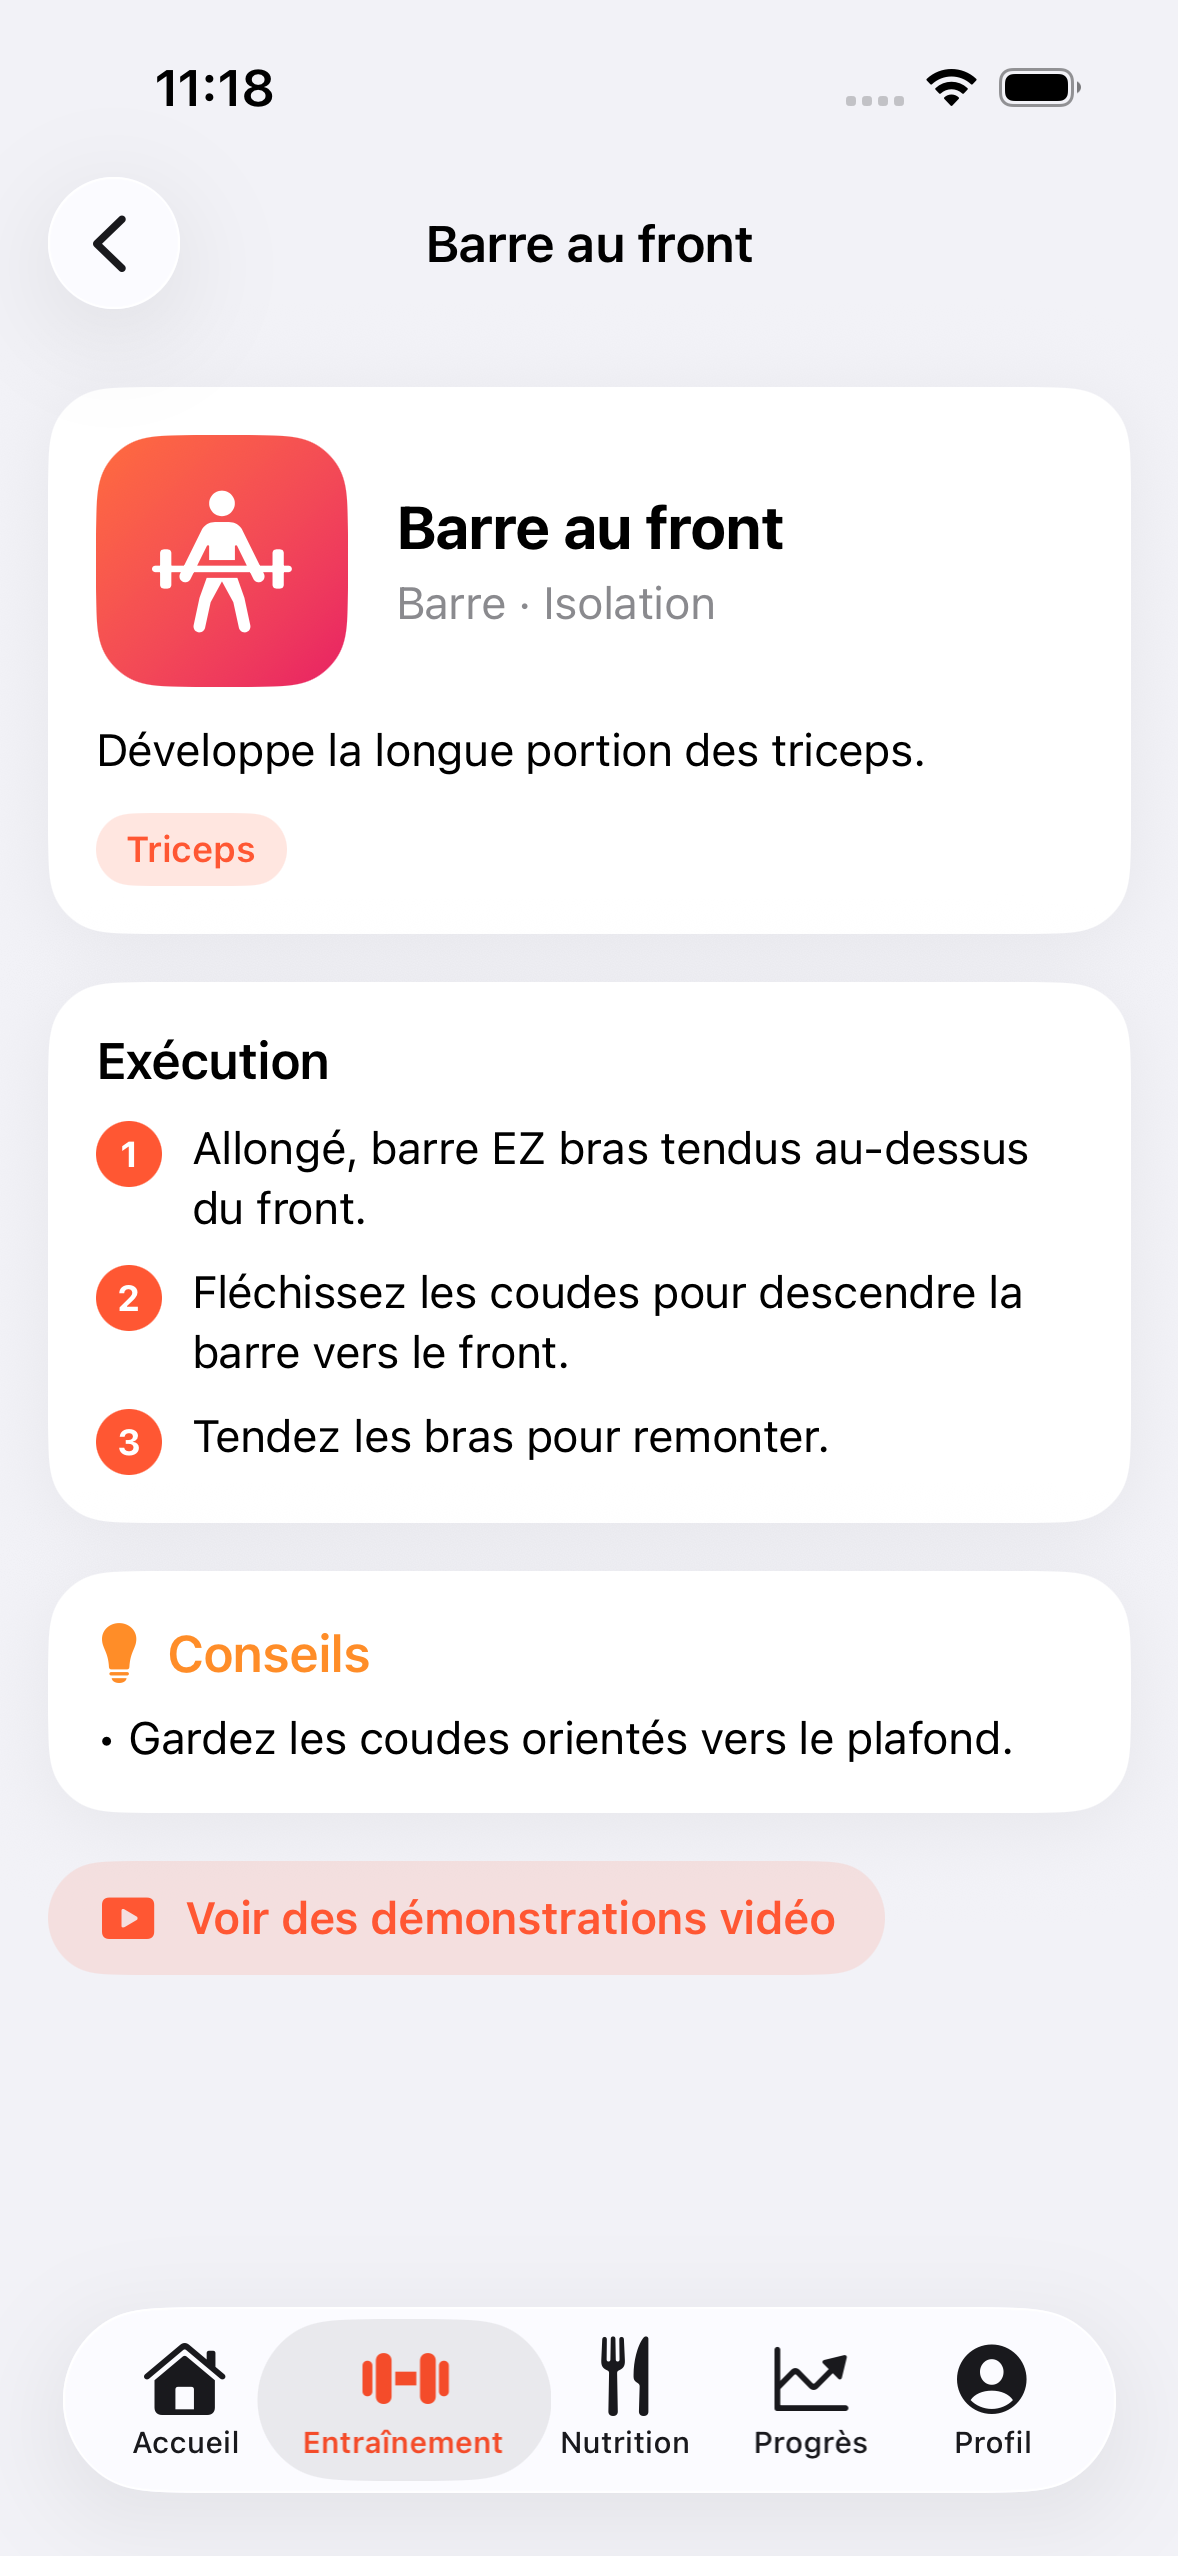 11:18
Barre au front
Barre au front
Barre · Isolation
Développe la longue portion des triceps.
Triceps
Exécution
1 Allongé, barre EZ bras tendus au-dessus
du front.
2 Fléchissez les coudes pour descendre la
barre vers le front.
3 Tendez les bras pour remonter.
Conseils
• Gardez les coudes orientés vers le plafond.
Voir des démonstrations vidéo
Accueil Entraînement Nutrition Progrès Profil